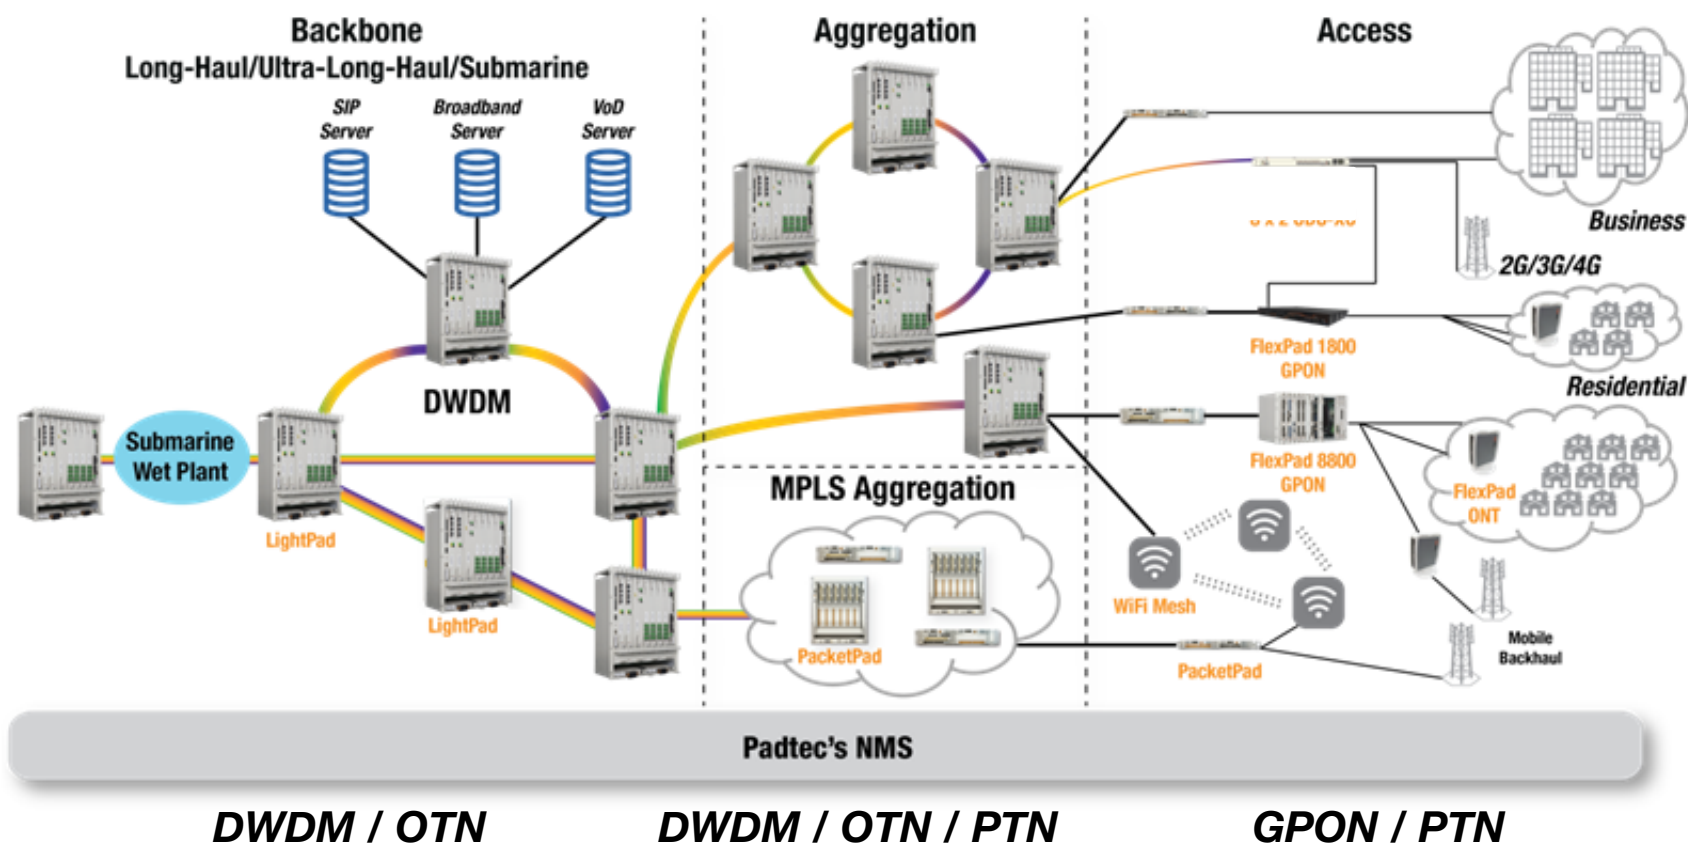 Backbone
Long-Haul/Ultra-Long-Haul/Submarine
SIP
Server
Broadband
Server
VoD
Server
DWDM
Submarine
Wet Plant
LightPad
LightPad
Aggregation
MPLS Aggregation
PacketPad
Access
Business
2G/3G/4G
FlexPad 1800
GPON
Residential
FlexPad 8800
GPON
FlexPad
ONT
WiFi Mesh
PacketPad
Mobile
Backhaul
Padtec's NMS
DWDM / OTN
DWDM / OTN / PTN
GPON / PTN